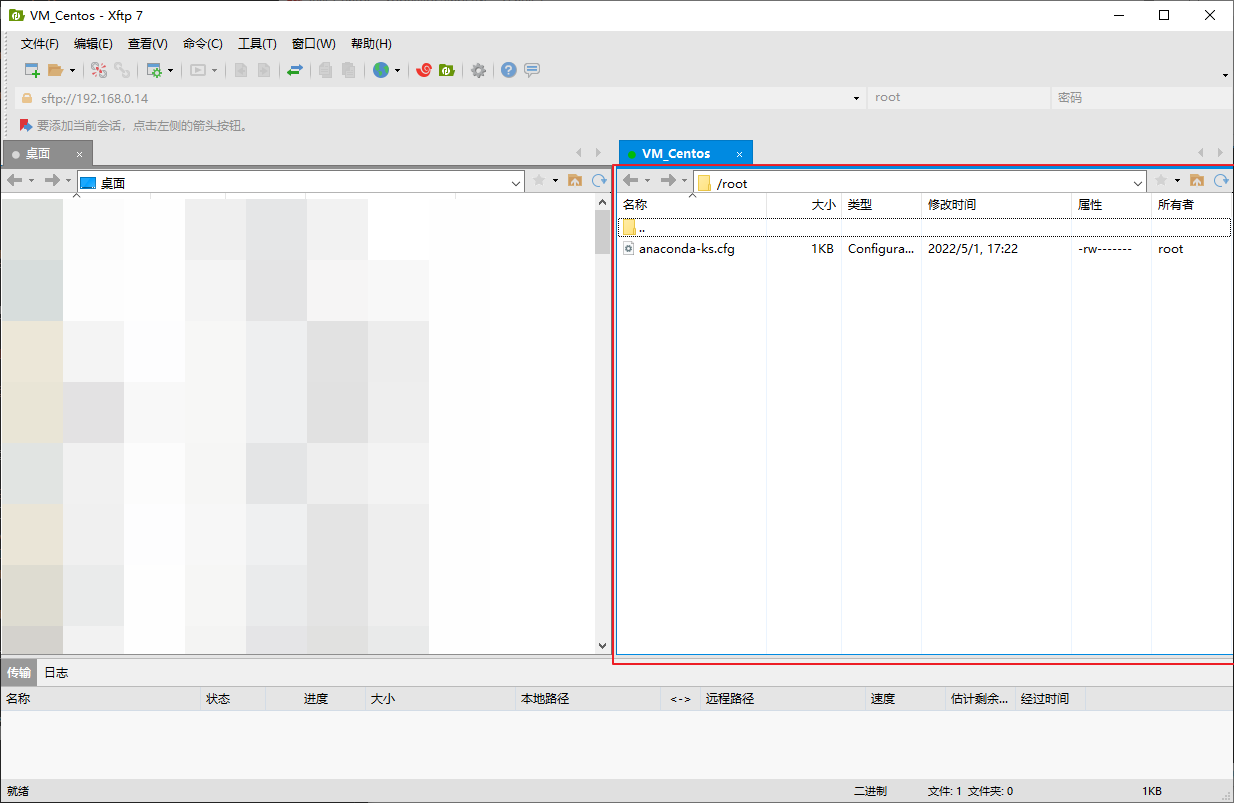 VM_Centos - Xftp 7
文件(F) 编辑(E) 查看(V) 命令(C) 工具(T) 窗口(W) 帮助(H)
sftp://192.168.0.14 root 密码
要添加当前会话，点击左侧的箭头按钮。
桌面 × VM_Centos ×
桌面 /root
名称 大小 类型 修改时间 属性 所有者
..
anaconda-ks.cfg 1KB Configura... 2022/5/1, 17:22 -rw------- root
传输 日志
名称 状态 进度 大小 本地路径 <-> 远程路径 速度 估计剩余... 经过时间
就绪 二进制 文件: 1 文件夹: 0 1KB